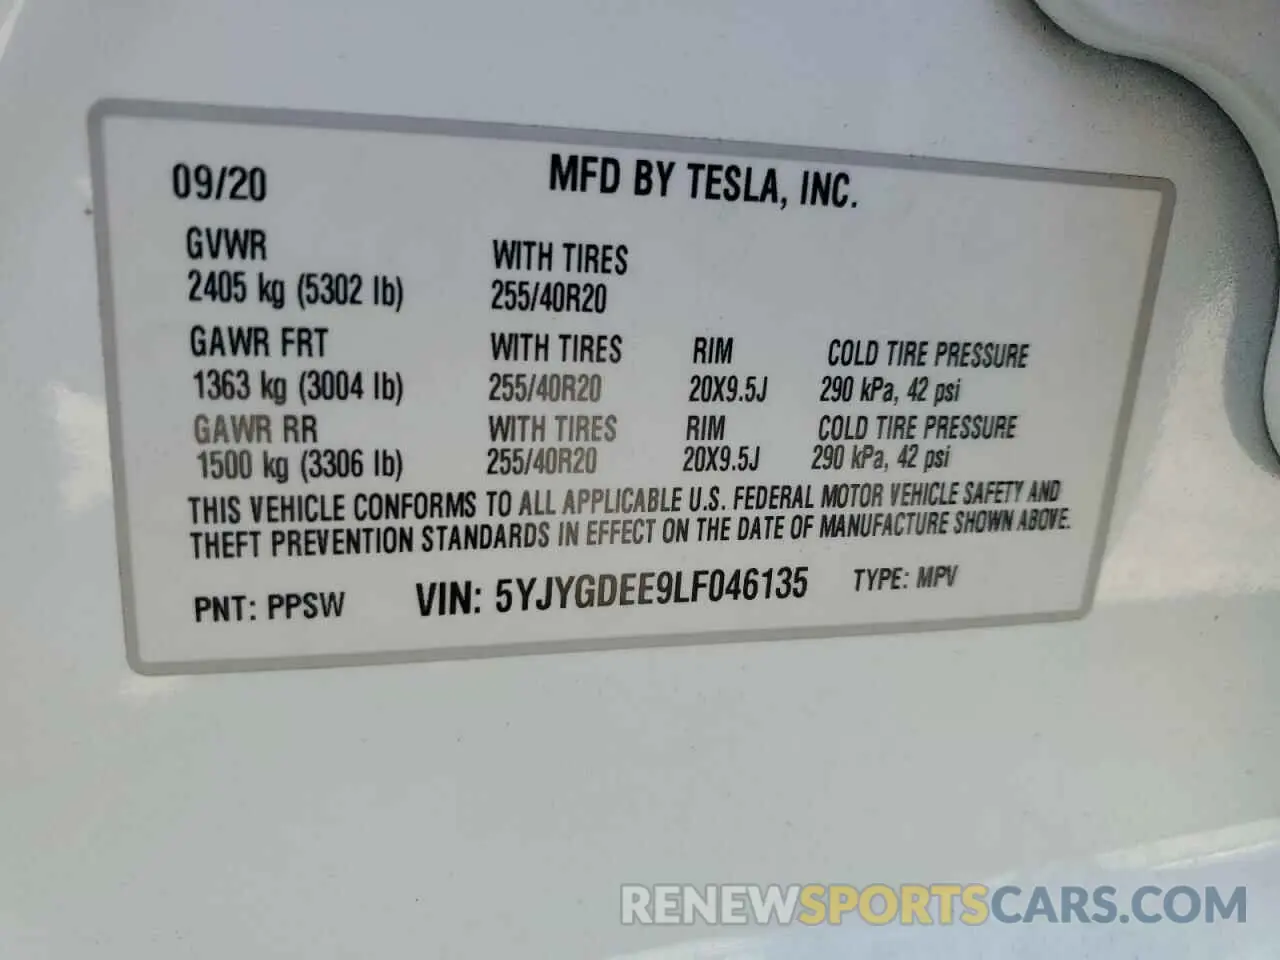 09/20 MFD BY TESLA, INC.
GVWR WITH TIRES
2405 kg (5302 lb) 255/40R20
GAWR FRT WITH TIRES RIM COLD TIRE PRESSURE
1363 kg (3004 lb) 255/40R20 20X9.5J 290 kPa, 42 psi
GAWR RR WITH TIRES RIM COLD TIRE PRESSURE
1500 kg (3306 lb) 255/40R20 20X9.5J 290 kPa, 42 psi
THIS VEHICLE CONFORMS TO ALL APPLICABLE U.S. FEDERAL MOTOR VEHICLE SAFETY AND
THEFT PREVENTION STANDARDS IN EFFECT ON THE DATE OF MANUFACTURE SHOWN ABOVE.
PNT: PPSW VIN: 5YJYGDEE9LF046135 TYPE: MPV
RENEWSPORTSCARS.COM